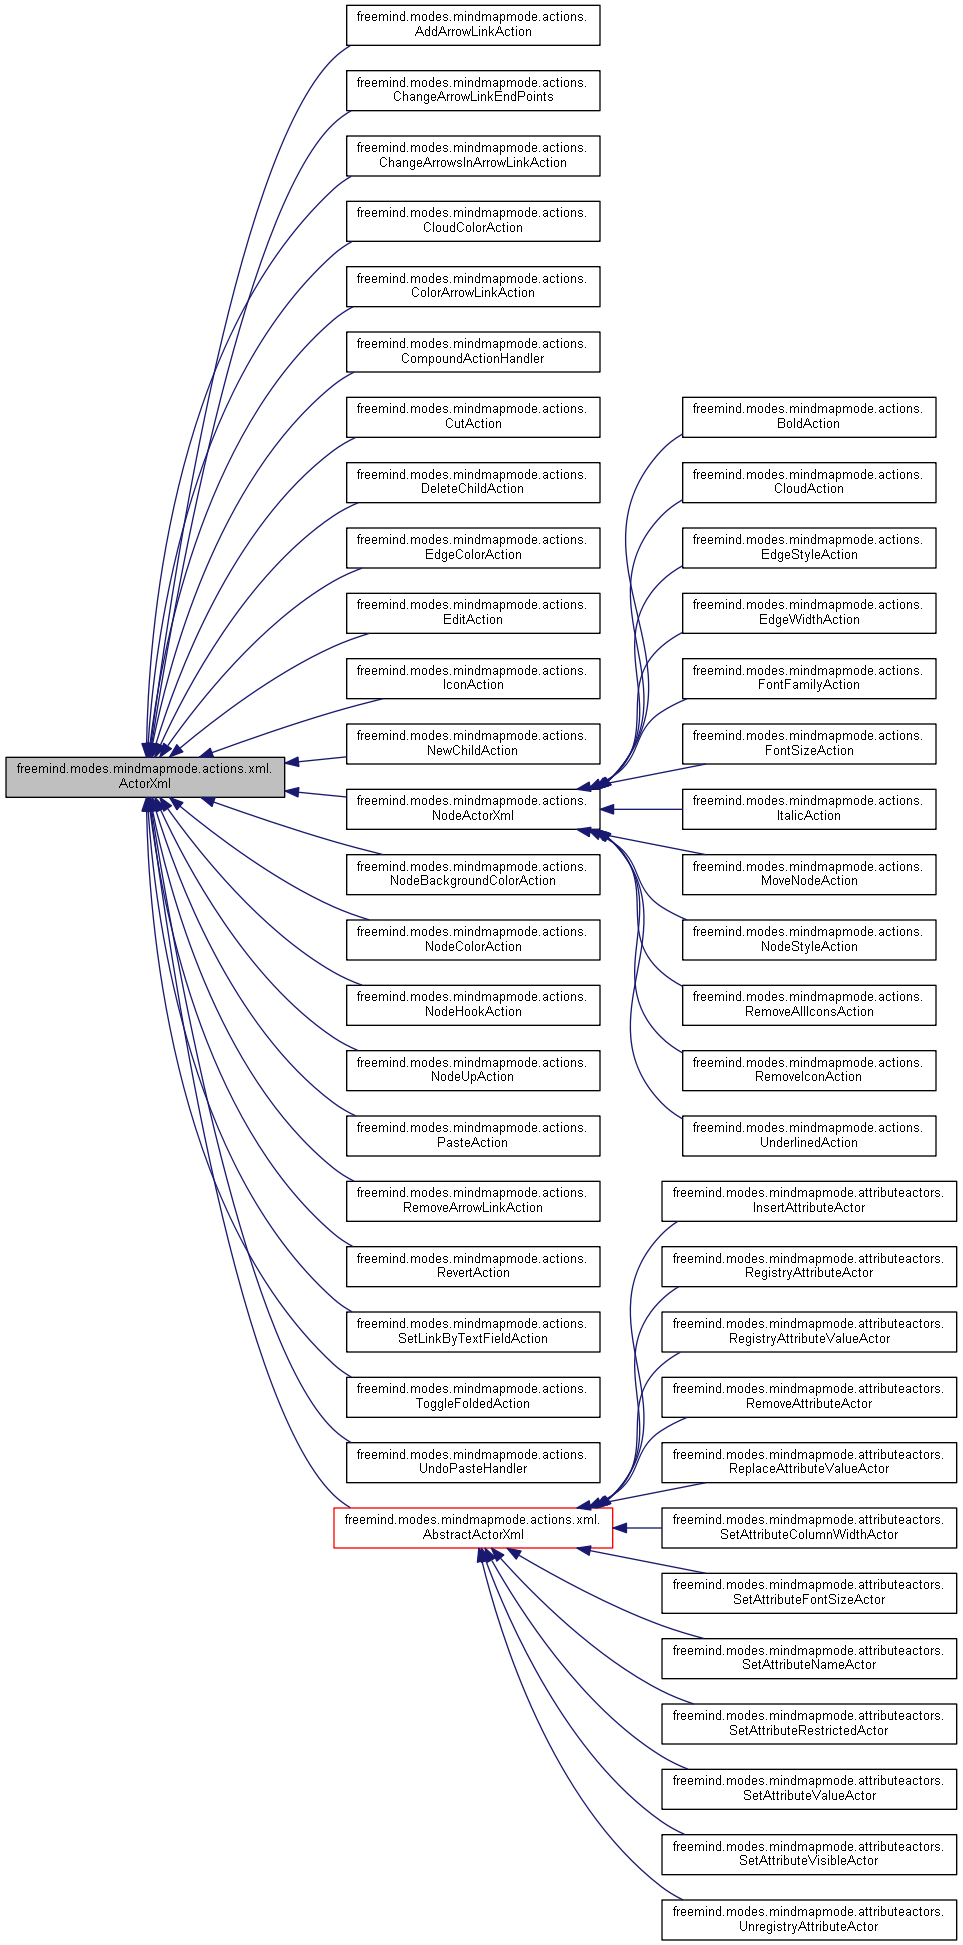 freemind.modes.mindmapmode.actions.
AddArrowLinkAction
freemind.modes.mindmapmode.actions.
ChangeArrowLinkEndPoints
freemind.modes.mindmapmode.actions.
ChangeArrowsInArrowLinkAction
freemind.modes.mindmapmode.actions.
CloudColorAction
freemind.modes.mindmapmode.actions.
ColorArrowLinkAction
freemind.modes.mindmapmode.actions.
CompoundActionHandler
freemind.modes.mindmapmode.actions.
CutAction
freemind.modes.mindmapmode.actions.
DeleteChildAction
freemind.modes.mindmapmode.actions.
EdgeColorAction
freemind.modes.mindmapmode.actions.
EditAction
freemind.modes.mindmapmode.actions.
IconAction
freemind.modes.mindmapmode.actions.
NewChildAction
freemind.modes.mindmapmode.actions.xml.
ActorXml
freemind.modes.mindmapmode.actions.
NodeActorXml
freemind.modes.mindmapmode.actions.
NodeBackgroundColorAction
freemind.modes.mindmapmode.actions.
NodeColorAction
freemind.modes.mindmapmode.actions.
NodeHookAction
freemind.modes.mindmapmode.actions.
NodeUpAction
freemind.modes.mindmapmode.actions.
PasteAction
freemind.modes.mindmapmode.actions.
RemoveArrowLinkAction
freemind.modes.mindmapmode.actions.
RevertAction
freemind.modes.mindmapmode.actions.
SetLinkByTextFieldAction
freemind.modes.mindmapmode.actions.
ToggleFoldedAction
freemind.modes.mindmapmode.actions.
UndoPasteHandler
freemind.modes.mindmapmode.actions.xml.
AbstractActorXml
freemind.modes.mindmapmode.actions.
BoldAction
freemind.modes.mindmapmode.actions.
CloudAction
freemind.modes.mindmapmode.actions.
EdgeStyleAction
freemind.modes.mindmapmode.actions.
EdgeWidthAction
freemind.modes.mindmapmode.actions.
FontFamilyAction
freemind.modes.mindmapmode.actions.
FontSizeAction
freemind.modes.mindmapmode.actions.
ItalicAction
freemind.modes.mindmapmode.actions.
MoveNodeAction
freemind.modes.mindmapmode.actions.
NodeStyleAction
freemind.modes.mindmapmode.actions.
RemoveAllIconsAction
freemind.modes.mindmapmode.actions.
RemoveIconAction
freemind.modes.mindmapmode.actions.
UnderlinedAction
freemind.modes.mindmapmode.attributeactors.
InsertAttributeActor
freemind.modes.mindmapmode.attributeactors.
RegistryAttributeActor
freemind.modes.mindmapmode.attributeactors.
RegistryAttributeValueActor
freemind.modes.mindmapmode.attributeactors.
RemoveAttributeActor
freemind.modes.mindmapmode.attributeactors.
ReplaceAttributeValueActor
freemind.modes.mindmapmode.attributeactors.
SetAttributeColumnWidthActor
freemind.modes.mindmapmode.attributeactors.
SetAttributeFontSizeActor
freemind.modes.mindmapmode.attributeactors.
SetAttributeNameActor
freemind.modes.mindmapmode.attributeactors.
SetAttributeRestrictedActor
freemind.modes.mindmapmode.attributeactors.
SetAttributeValueActor
freemind.modes.mindmapmode.attributeactors.
SetAttributeVisibleActor
freemind.modes.mindmapmode.attributeactors.
UnregistryAttributeActor